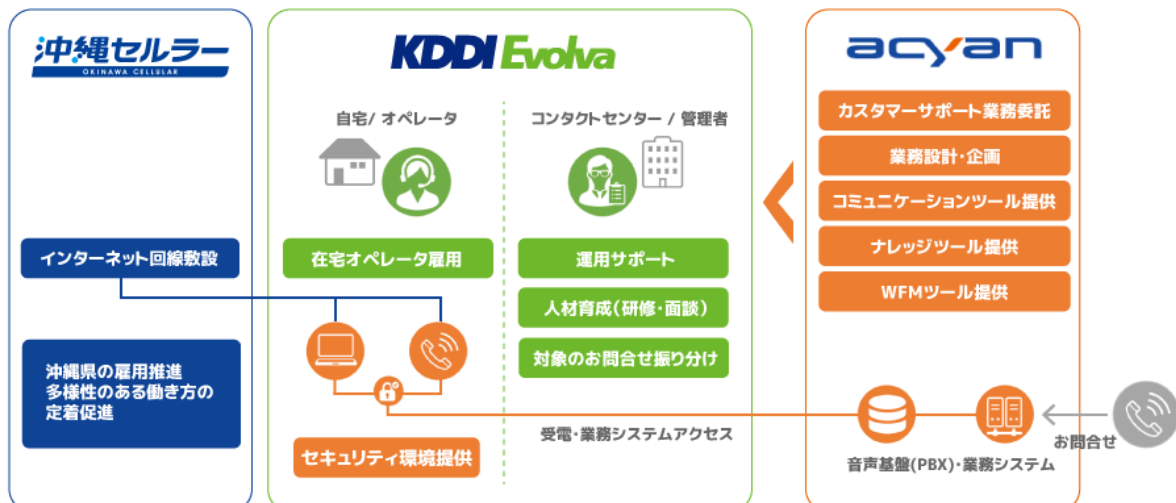 沖縄セルラー
OKINAWA CELLULAR
インターネット回線敷設
沖縄県の雇用推進
多様性のある働き方の
定着促進
KDDI Evolva
自宅/ オペレータ
コンタクトセンター / 管理者
在宅オペレータ雇用
運用サポート
人材育成(研修・面談)
対象のお問合せ振り分け
受電・業務システムアクセス
セキュリティ環境提供
acyan
カスタマーサポート業務委託
業務設計・企画
コミュニケーションツール提供
ナレッジツール提供
WFMツール提供
お問合せ
音声基盤(PBX)・業務システム